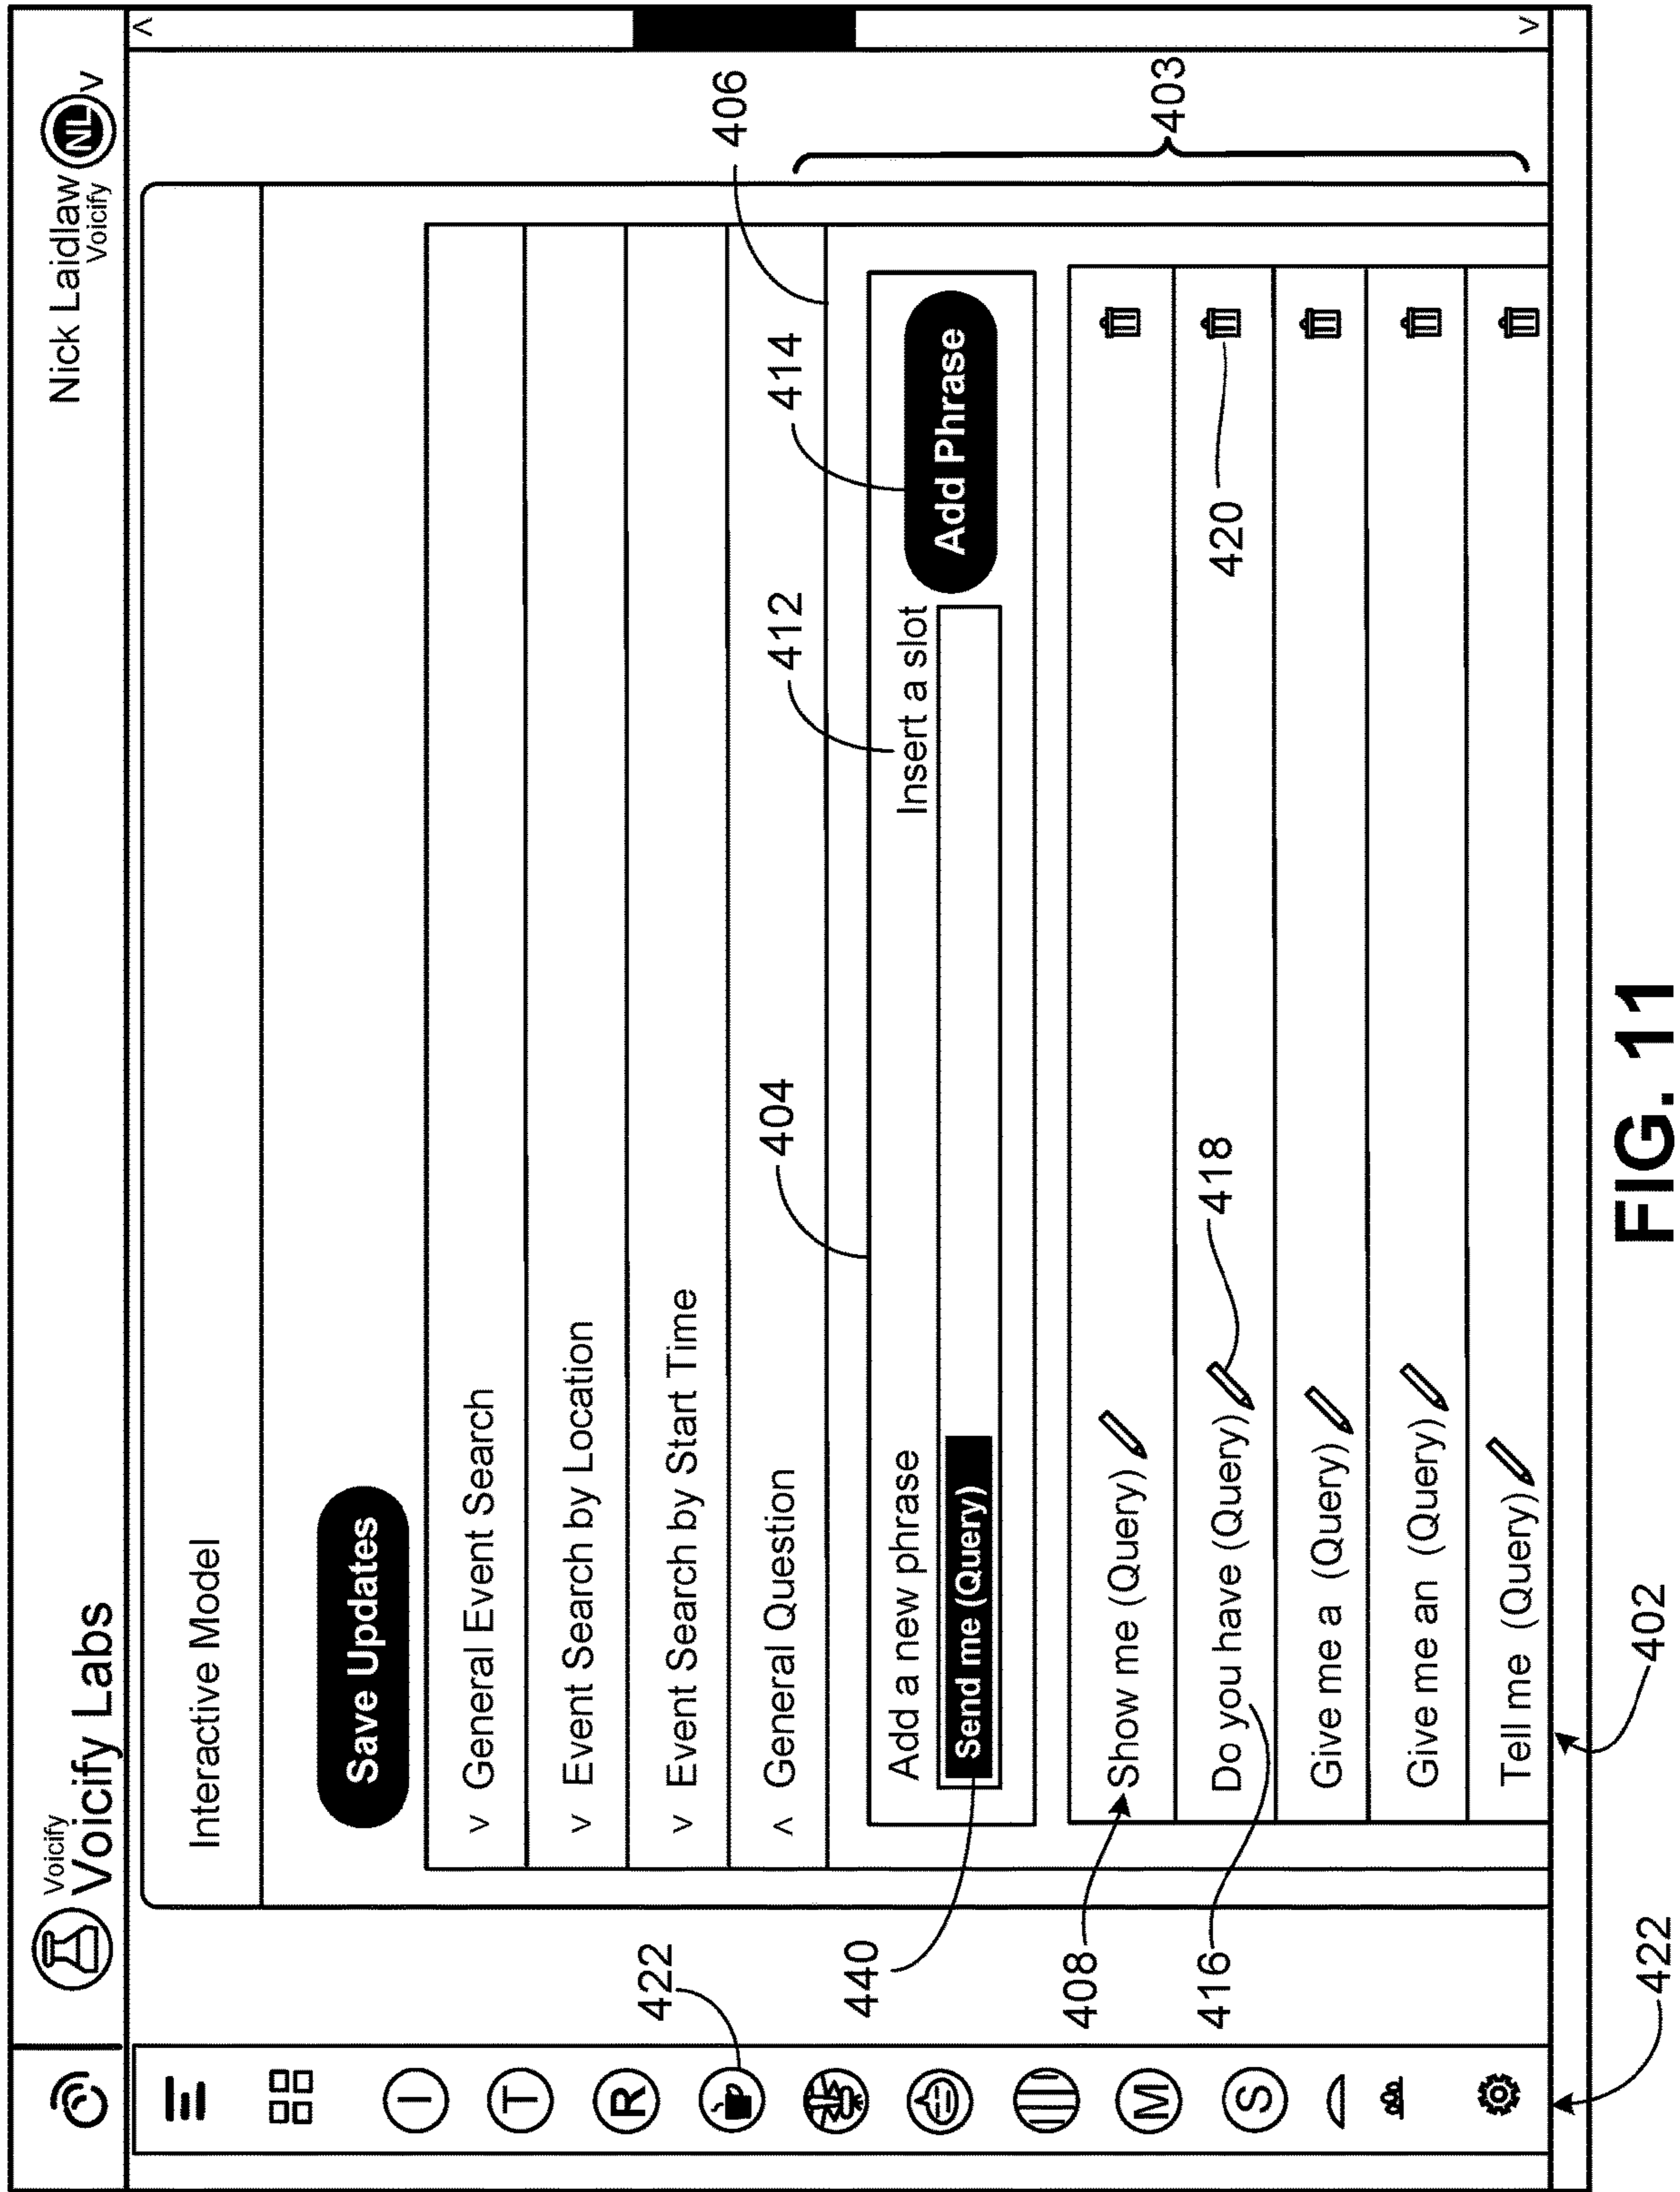 Voicify
Voicify Labs
Nick Laidlaw
Voicify
NL
v
Interactive Model
Save Updates
v General Event Search
v Event Search by Location
v Event Search by Start Time
^ General Question
Add a new phrase
Insert a slot
Send me (Query)
Add Phrase
Show me (Query)
Do you have (Query)
Give me a (Query)
Give me an (Query)
Tell me (Query)
I
T
R
M
S
406
404
412
414
403
422
440
408
416
418
420
422
402
FIG. 11